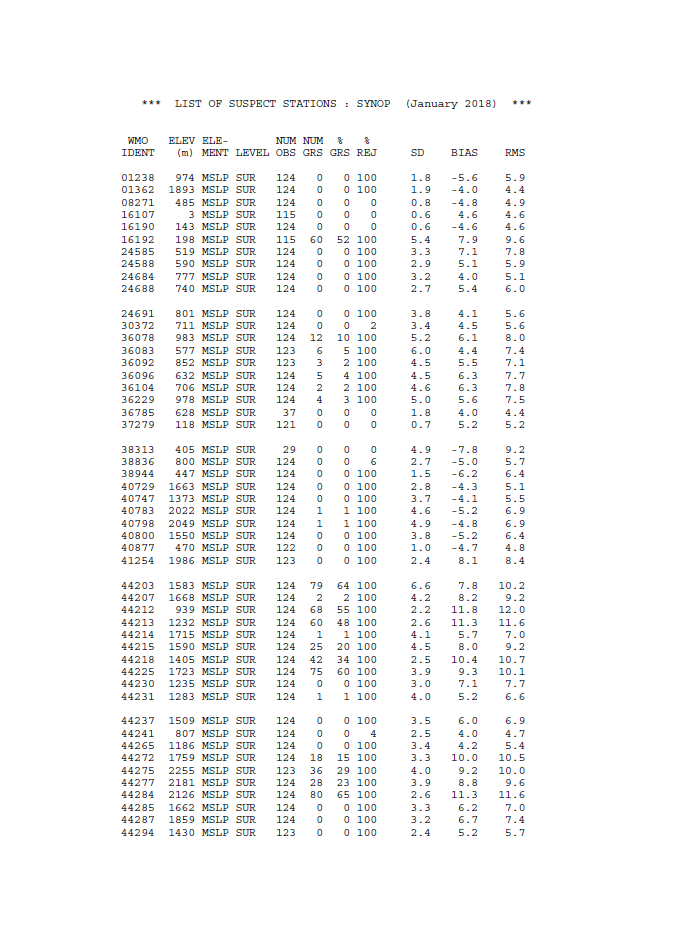 *** LIST OF SUSPECT STATIONS : SYNOP (January 2018) ***
WMO ELEV ELE- NUM NUM % %
IDENT (m) MENT LEVEL OBS GRS GRS REJ SD BIAS RMS
01238 974 MSLP SUR 124 0 0 100 1.8 -5.6 5.9
01362 1893 MSLP SUR 124 0 0 100 1.9 -4.0 4.4
08271 485 MSLP SUR 124 0 0 0 0.8 -4.8 4.9
16107 3 MSLP SUR 115 0 0 0 0.6 4.6 4.6
16190 143 MSLP SUR 124 0 0 0 0.6 -4.6 4.6
16192 198 MSLP SUR 115 60 52 100 5.4 7.9 9.6
24585 519 MSLP SUR 124 0 0 100 3.3 7.1 7.8
24588 590 MSLP SUR 124 0 0 100 2.9 5.1 5.9
24684 777 MSLP SUR 124 0 0 100 3.2 4.0 5.1
24688 740 MSLP SUR 124 0 0 100 2.7 5.4 6.0
24691 801 MSLP SUR 124 0 0 100 3.8 4.1 5.6
30372 711 MSLP SUR 124 0 0 2 3.4 4.5 5.6
36078 983 MSLP SUR 124 12 10 100 5.2 6.1 8.0
36083 577 MSLP SUR 123 6 5 100 6.0 4.4 7.4
36092 852 MSLP SUR 123 3 2 100 4.5 5.5 7.1
36096 632 MSLP SUR 124 5 4 100 4.5 6.3 7.7
36104 706 MSLP SUR 124 2 2 100 4.6 6.3 7.8
36229 978 MSLP SUR 124 4 3 100 5.0 5.6 7.5
36785 628 MSLP SUR 37 0 0 0 1.8 4.0 4.4
37279 118 MSLP SUR 121 0 0 0 0.7 5.2 5.2
38313 405 MSLP SUR 29 0 0 0 4.9 -7.8 9.2
38836 800 MSLP SUR 124 0 0 6 2.7 -5.0 5.7
38944 447 MSLP SUR 124 0 0 100 1.5 -6.2 6.4
40729 1663 MSLP SUR 124 0 0 100 2.8 -4.3 5.1
40747 1373 MSLP SUR 124 0 0 100 3.7 -4.1 5.5
40783 2022 MSLP SUR 124 1 1 100 4.6 -5.2 6.9
40798 2049 MSLP SUR 124 1 1 100 4.9 -4.8 6.9
40800 1550 MSLP SUR 124 0 0 100 3.8 -5.2 6.4
40877 470 MSLP SUR 122 0 0 100 1.0 -4.7 4.8
41254 1986 MSLP SUR 123 0 0 100 2.4 8.1 8.4
44203 1583 MSLP SUR 124 79 64 100 6.6 7.8 10.2
44207 1668 MSLP SUR 124 2 2 100 4.2 8.2 9.2
44212 939 MSLP SUR 124 68 55 100 2.2 11.8 12.0
44213 1232 MSLP SUR 124 60 48 100 2.6 11.3 11.6
44214 1715 MSLP SUR 124 1 1 100 4.1 5.7 7.0
44215 1590 MSLP SUR 124 25 20 100 4.5 8.0 9.2
44218 1405 MSLP SUR 124 42 34 100 2.5 10.4 10.7
44225 1723 MSLP SUR 124 75 60 100 3.9 9.3 10.1
44230 1235 MSLP SUR 124 0 0 100 3.0 7.1 7.7
44231 1283 MSLP SUR 124 1 1 100 4.0 5.2 6.6
44237 1509 MSLP SUR 124 0 0 100 3.5 6.0 6.9
44241 807 MSLP SUR 124 0 0 4 2.5 4.0 4.7
44265 1186 MSLP SUR 124 0 0 100 3.4 4.2 5.4
44272 1759 MSLP SUR 124 18 15 100 3.3 10.0 10.5
44275 2255 MSLP SUR 123 36 29 100 4.0 9.2 10.0
44277 2181 MSLP SUR 124 28 23 100 3.9 8.8 9.6
44284 2126 MSLP SUR 124 80 65 100 2.6 11.3 11.6
44285 1662 MSLP SUR 124 0 0 100 3.3 6.2 7.0
44287 1859 MSLP SUR 124 0 0 100 3.2 6.7 7.4
44294 1430 MSLP SUR 123 0 0 100 2.4 5.2 5.7